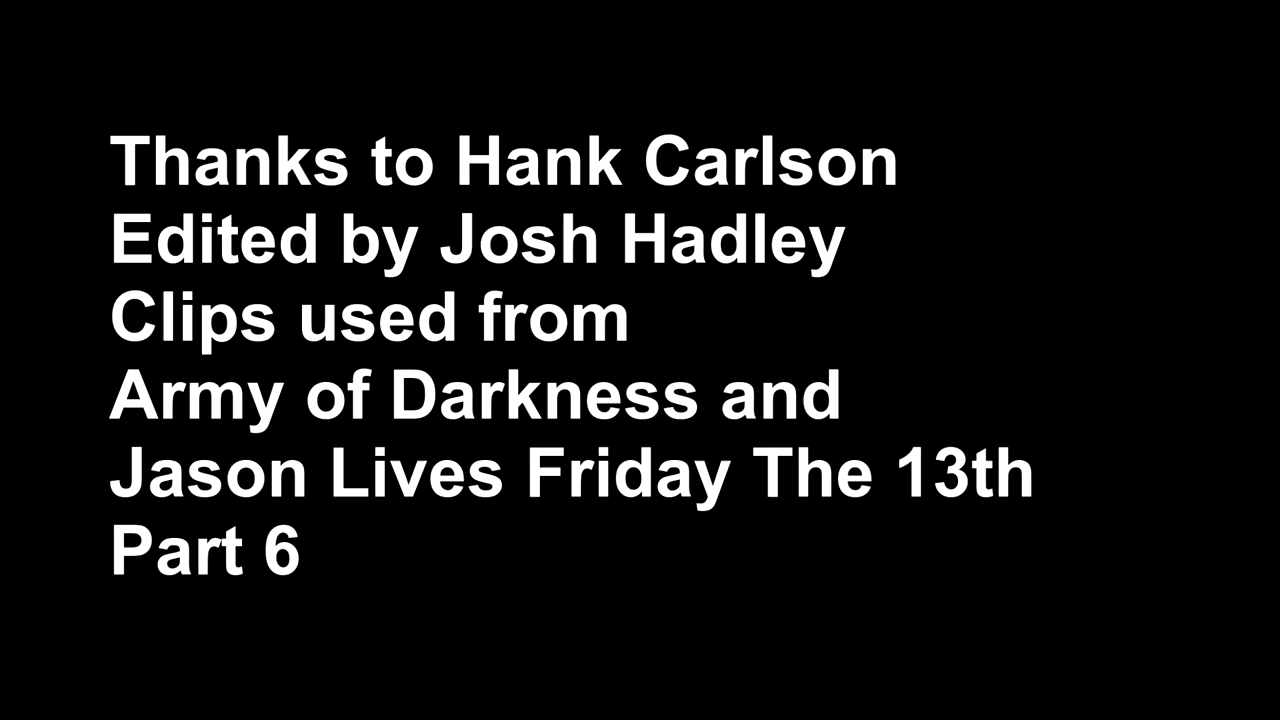 Thanks to Hank Carlson
Edited by Josh Hadley
Clips used from
Army of Darkness and
Jason Lives Friday The 13th
Part 6